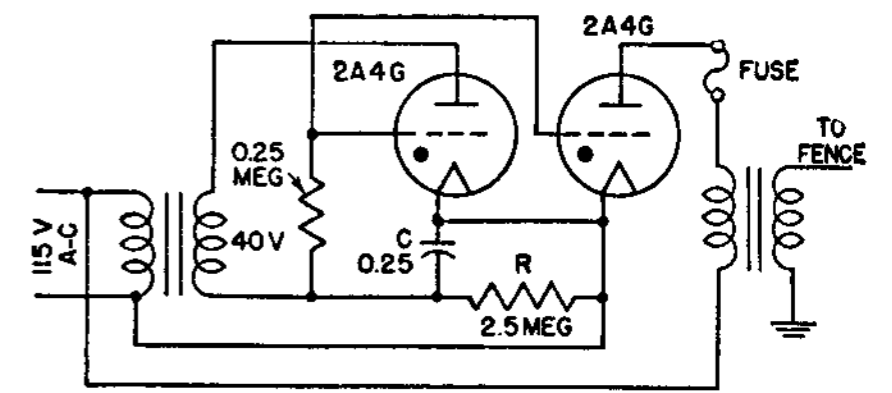 2A4G
2A4G
FUSE
TO
FENCE
0.25
MEG
115 V
A-C
40V
C
0.25
R
2.5 MEG